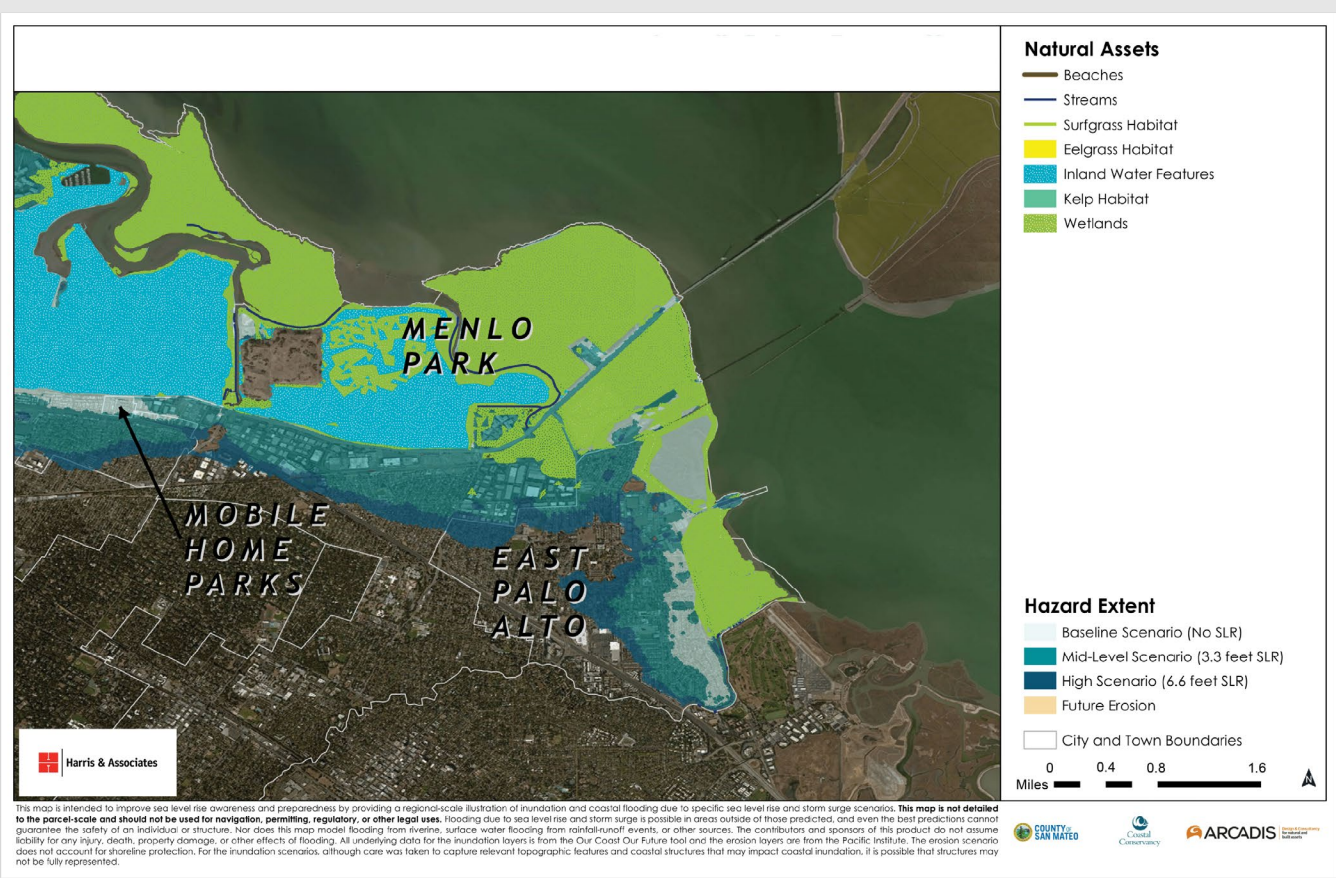 Natural Assets
Beaches
Streams
Surfgrass Habitat
Eelgrass Habitat
Inland Water Features
Kelp Habitat
Wetlands
MENLO
PARK
MOBILE
HOME
PARKS
EAST
PALO
ALTO
Hazard Extent
Baseline Scenario (No SLR)
Mid-Level Scenario (3.3 feet SLR)
High Scenario (6.6 feet SLR)
Future Erosion
City and Town Boundaries
0 0.4 0.8 1.6
Miles
N
Harris & Associates
This map is intended to improve sea level rise awareness and preparedness by providing a regional-scale illustration of inundation and coastal flooding due to specific sea level rise and storm surge scenarios. This map is not detailed
to the parcel-scale and should not be used for navigation, permitting, regulatory, or other legal uses. Flooding due to sea level rise and storm surge is possible in areas outside of those predicted, and even the best predictions cannot
guarantee the safety of an individual or structure. Nor does this map model flooding from riverine, surface water flooding from rainfall-runoff events, or other sources. The contributors and sponsors of this product do not assume
liability for any injury, death, property damage, or other effects of flooding. All underlying data for the inundation layers is from the Our Coast Our Future tool and the erosion layers are from the Pacific Institute. The erosion scenario
does not account for shoreline protection. For the inundation scenarios, although care was taken to capture relevant topographic features and coastal structures that may impact coastal inundation, it is possible that structures may
not be fully represented.
COUNTY OF
SAN MATEO
Coastal
Conservancy
ARCADIS
Design & Consultancy
for natural and
built assets